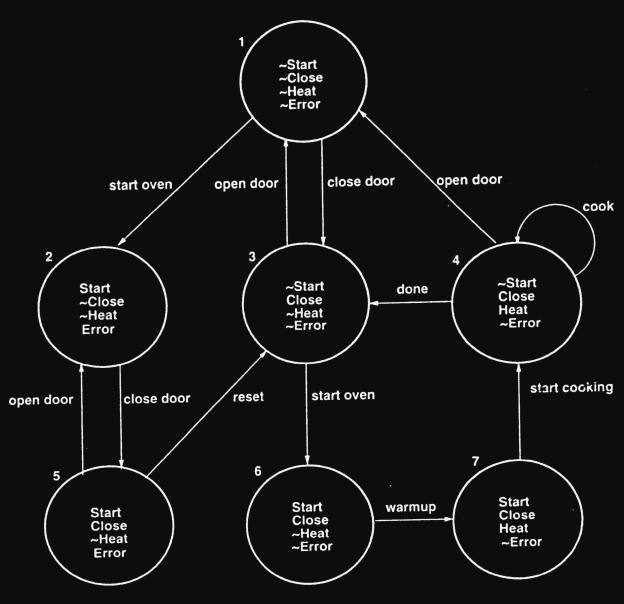 1
~Start
~Close
~Heat
~Error
start oven
open door
close door
open door
cook
2
Start
~Close
~Heat
Error
3
~Start
Close
~Heat
~Error
done
4
~Start
Close
Heat
~Error
open door
close door
reset
start oven
start cooking
5
Start
Close
~Heat
Error
6
Start
Close
~Heat
~Error
warmup
7
Start
Close
Heat
~Error